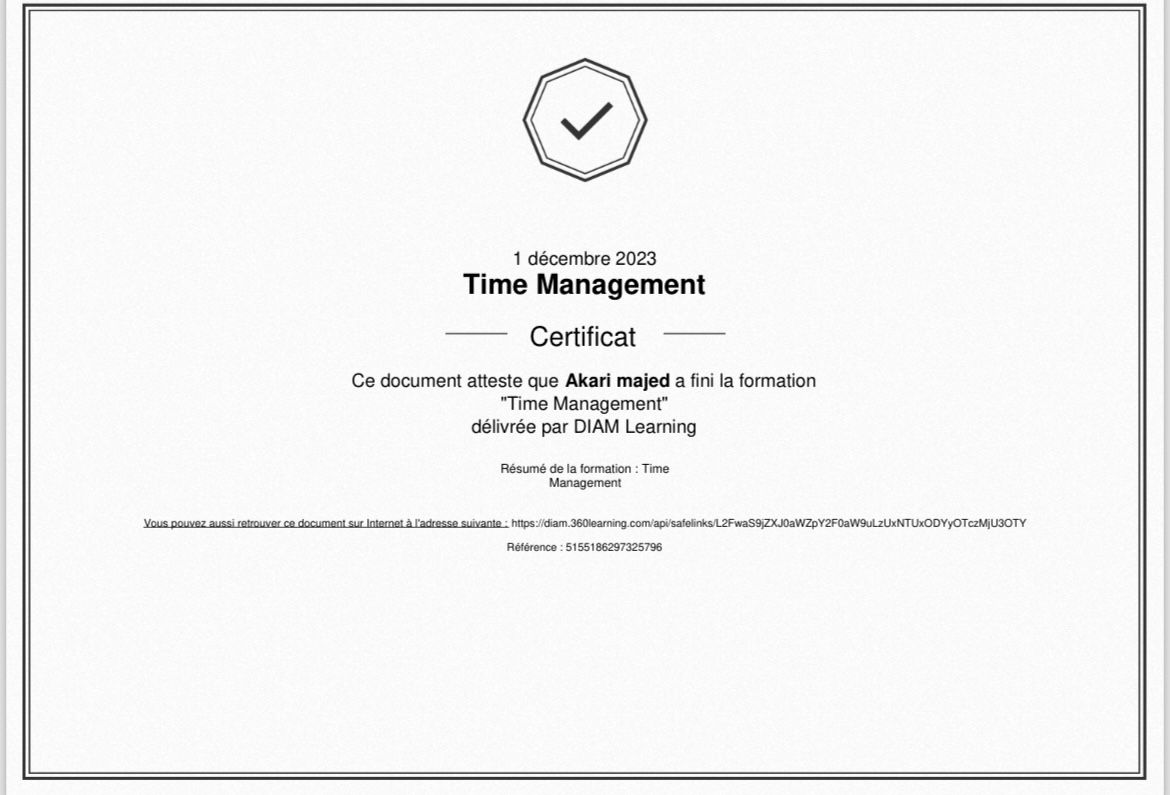 1 décembre 2023
Time Management
Certificat
Ce document atteste que Akari majed a fini la formation
"Time Management"
délivrée par DIAM Learning
Résumé de la formation : Time
Management
Vous pouvez aussi retrouver ce document sur Internet à l'adresse suivante : https://diam.360learning.com/api/safelinks/L2FwaS9jZXJ0aWZpY2F0aW9uLzUxNTUxODYyOTczMjU3OTY
Référence : 5155186297325796